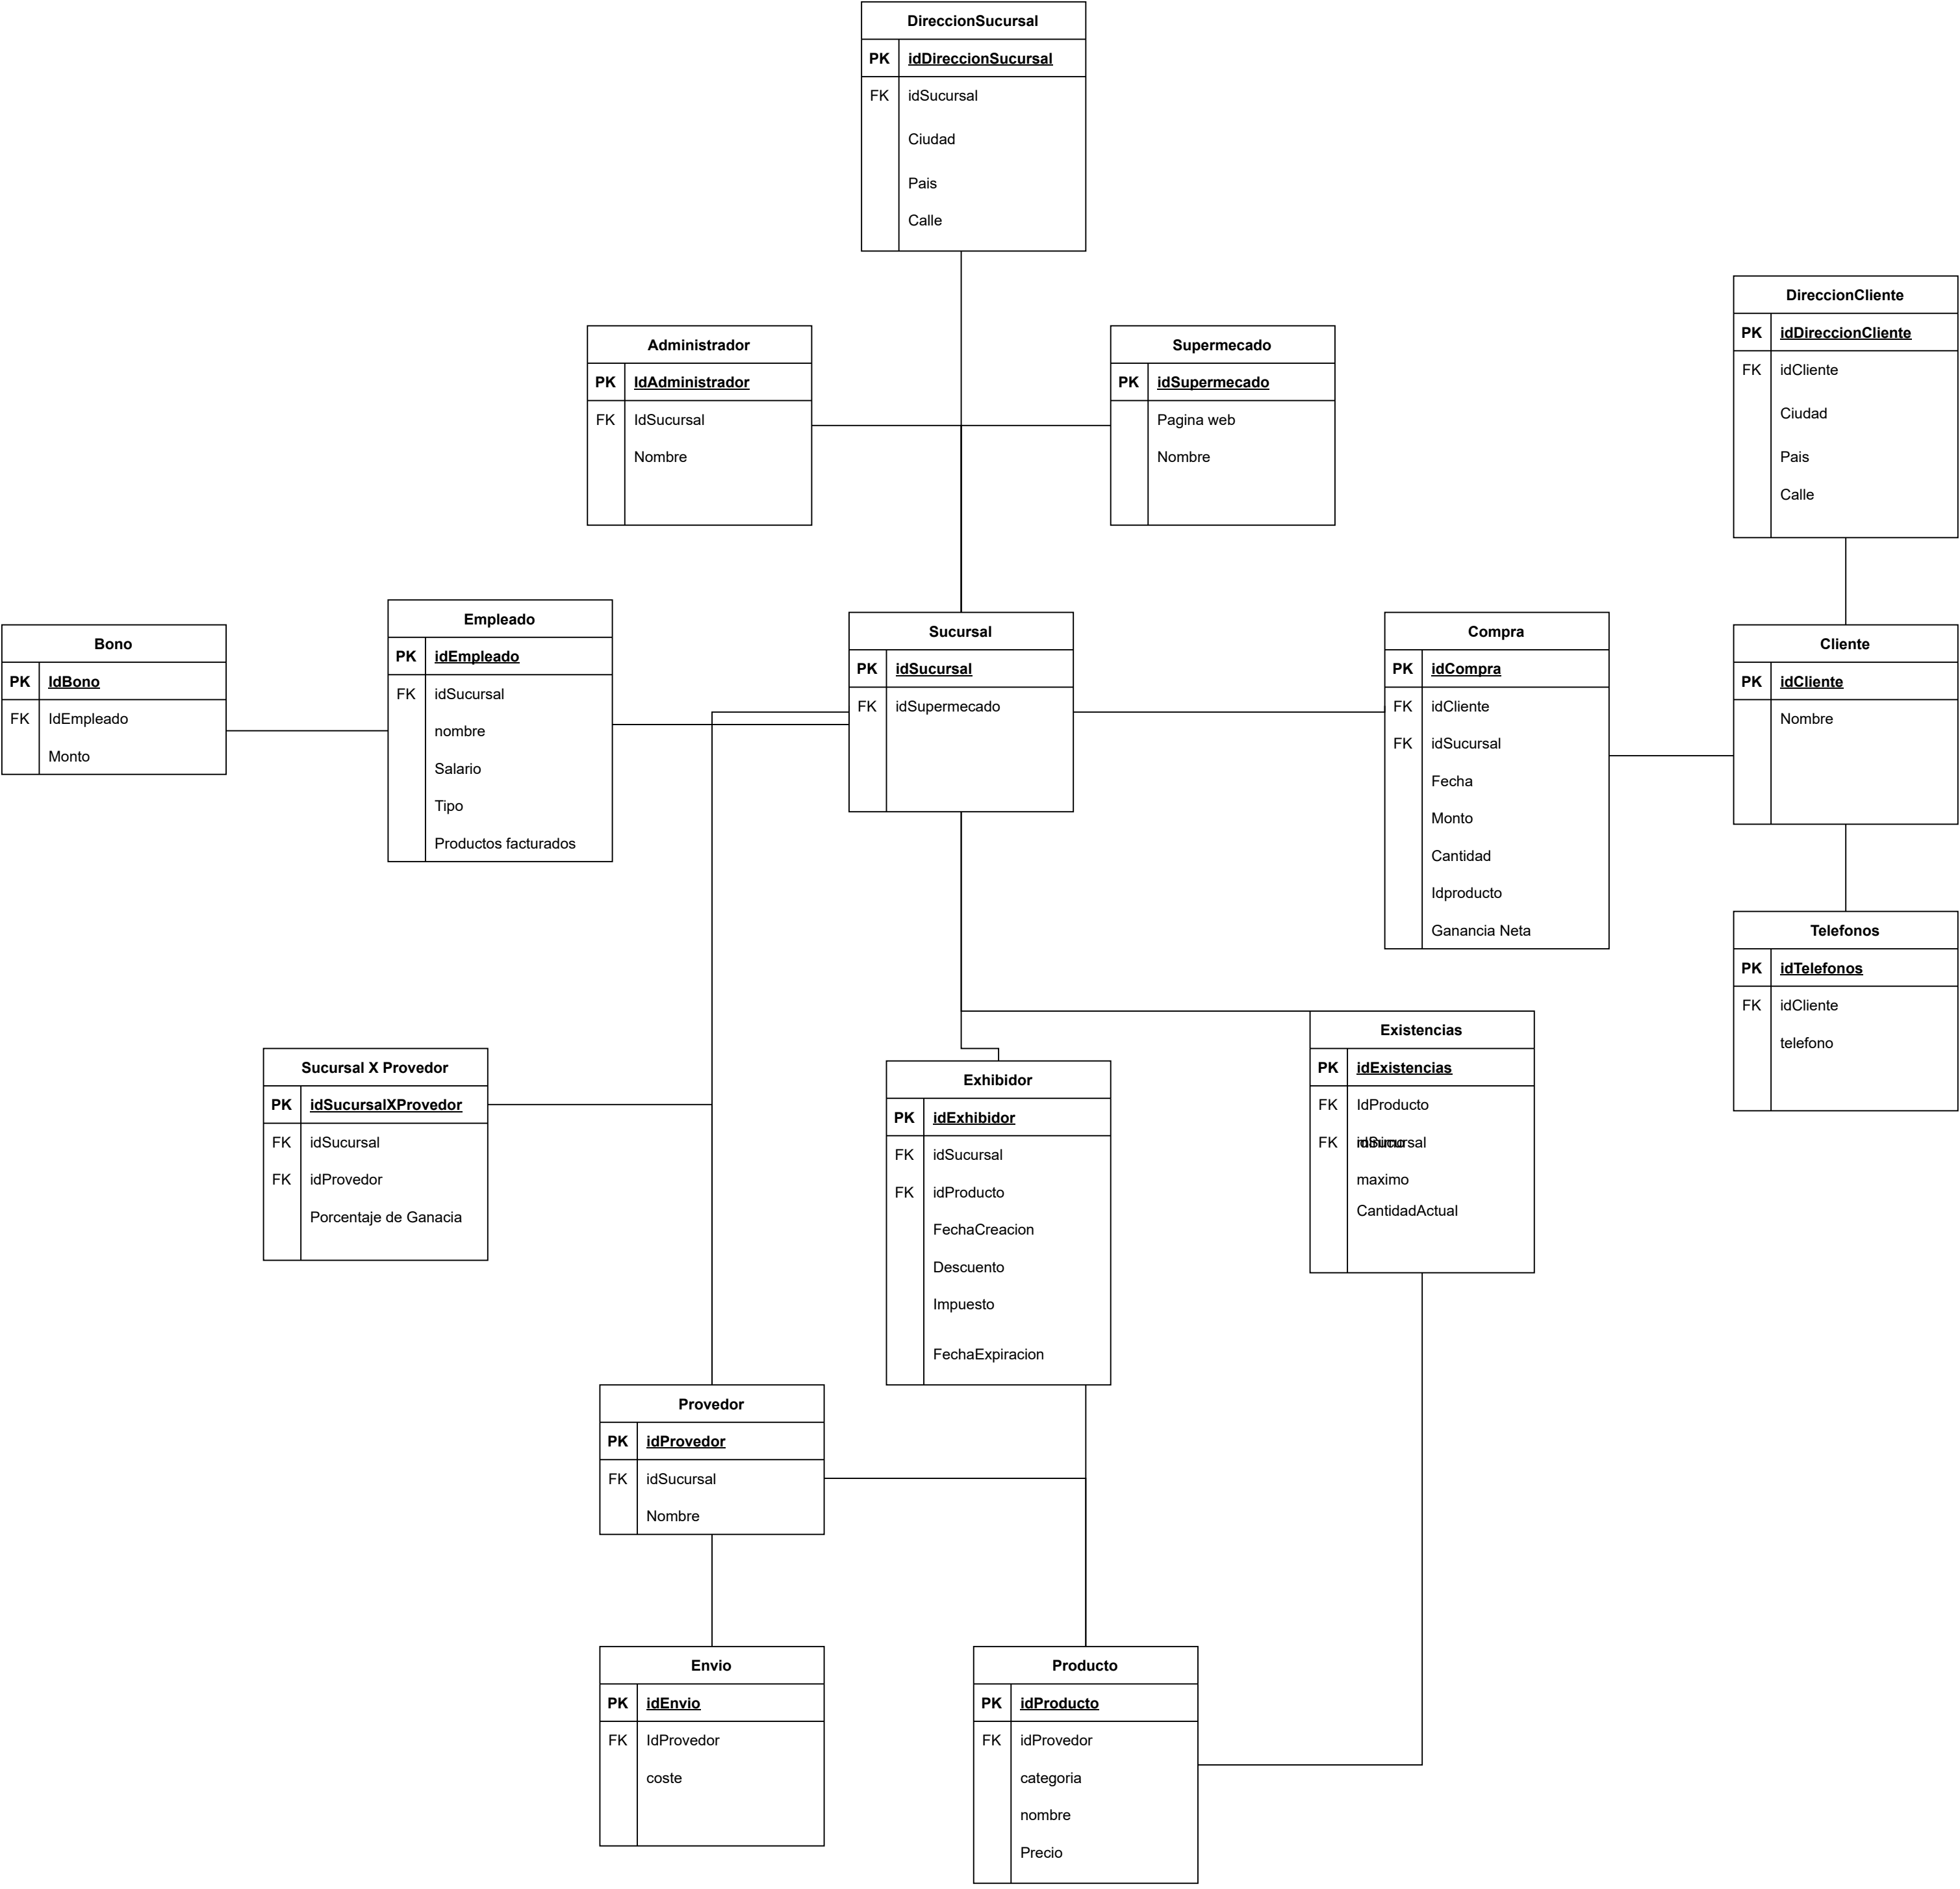 DireccionSucursal
PK idDireccionSucursal
FK idSucursal
Ciudad
Pais
Calle
DireccionCliente
PK idDireccionCliente
FK idCliente
Ciudad
Pais
Calle
Administrador
PK IdAdministrador
FK IdSucursal
Nombre
Supermecado
PK idSupermecado
Pagina web
Nombre
Bono
PK IdBono
FK IdEmpleado
Monto
Empleado
PK idEmpleado
FK idSucursal
nombre
Salario
Tipo
Productos facturados
Sucursal
PK idSucursal
FK idSupermecado
Compra
PK idCompra
FK idCliente
FK idSucursal
Fecha
Monto
Cantidad
Idproducto
Ganancia Neta
Cliente
PK idCliente
Nombre
Telefonos
PK idTelefonos
FK idCliente
telefono
Sucursal X Provedor
PK idSucursalXProvedor
FK idSucursal
FK idProvedor
Porcentaje de Ganacia
Exhibidor
PK idExhibidor
FK idSucursal
FK idProducto
FechaCreacion
Descuento
Impuesto
FechaExpiracion
Existencias
PK idExistencias
FK IdProducto
FK idSucursal
minimo
maximo
CantidadActual
Provedor
PK idProvedor
FK idSucursal
Nombre
Envio
PK idEnvio
FK IdProvedor
coste
Producto
PK idProducto
FK idProvedor
categoria
nombre
Precio